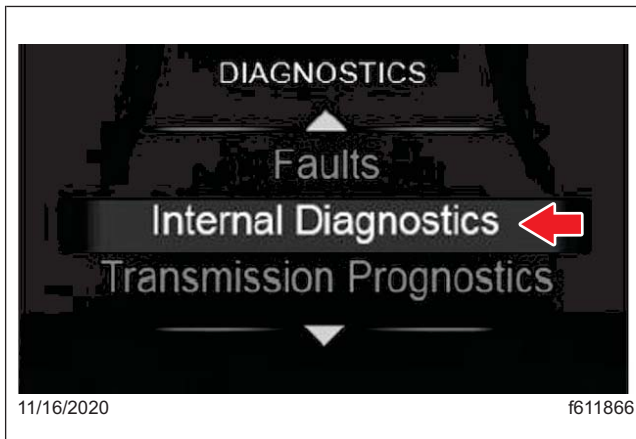 DIAGNOSTICS
Faults
Internal Diagnostics
Transmission Prognostics
11/16/2020 f611866